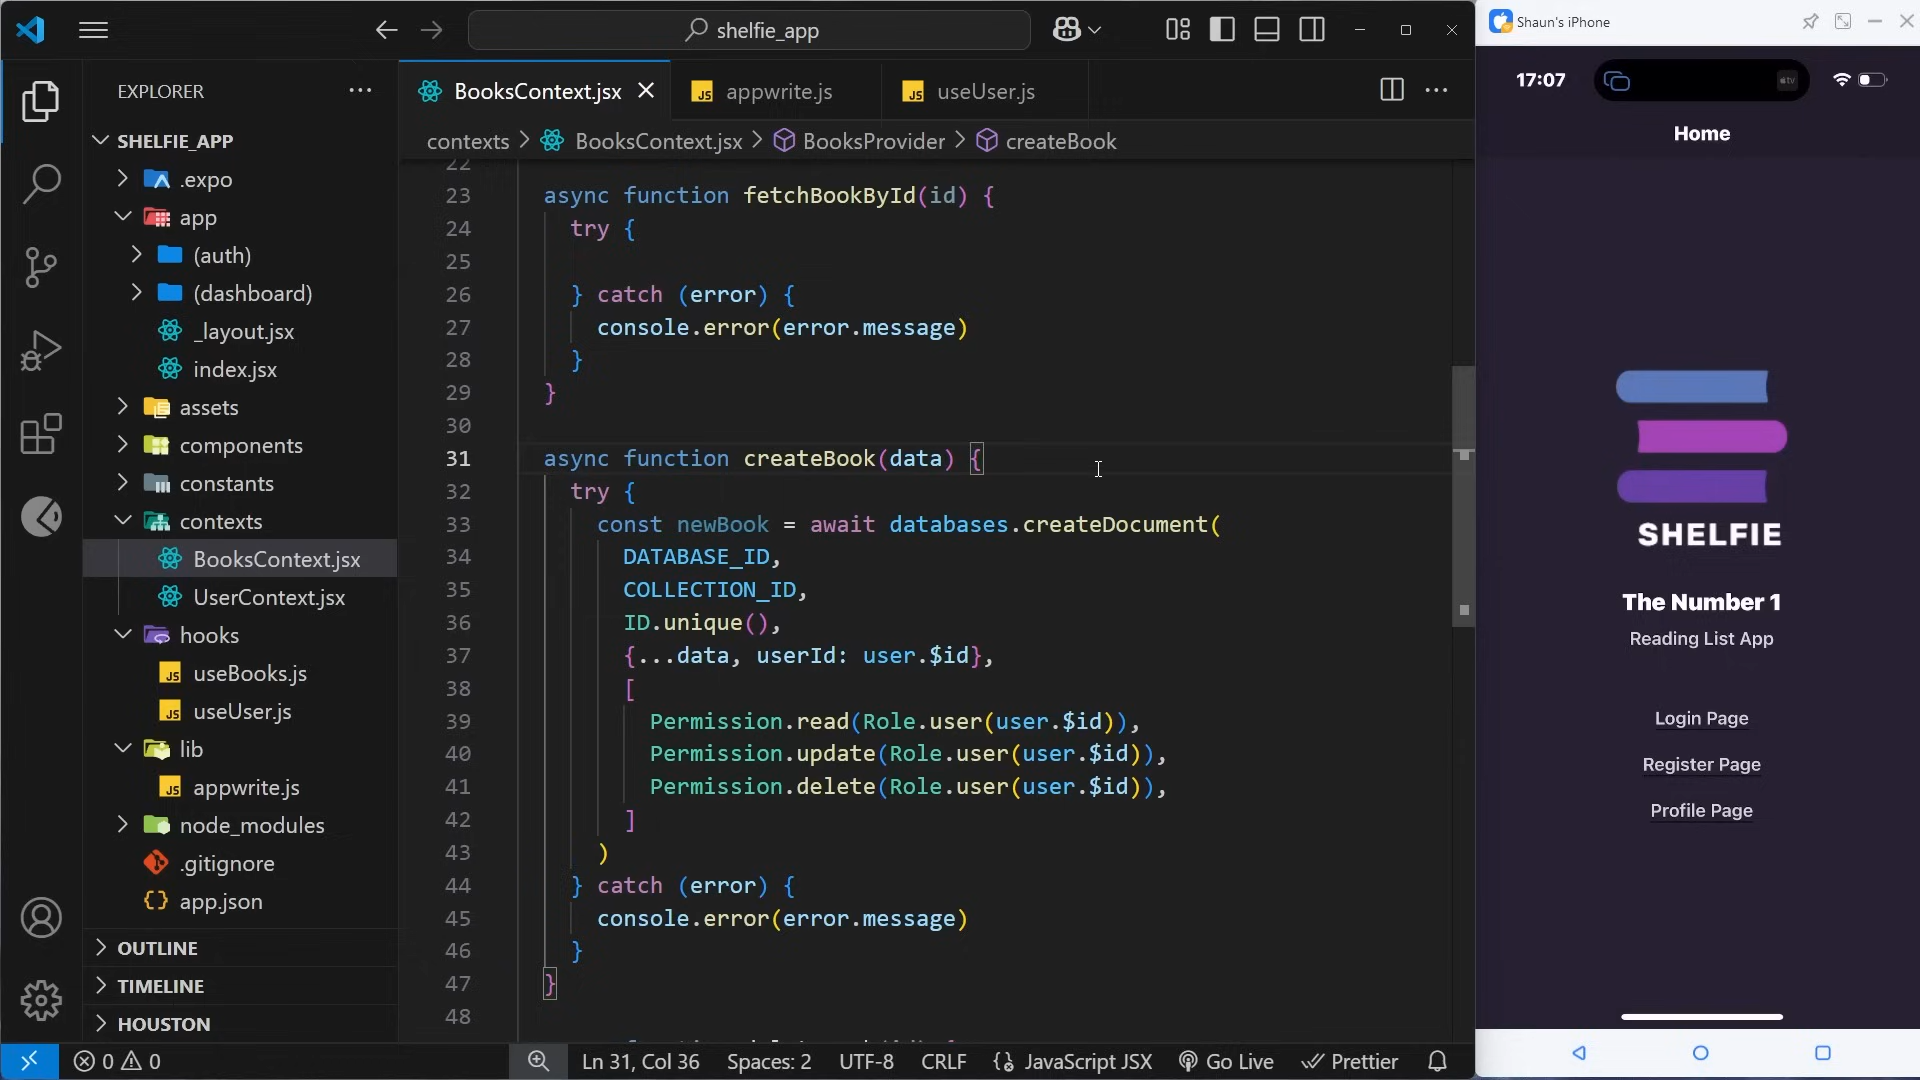 shelfie_app
EXPLORER
SHELFIE_APP
.expo
app
(auth)
(dashboard)
_layout.jsx
index.jsx
assets
components
constants
contexts
BooksContext.jsx
UserContext.jsx
hooks
useBooks.js
useUser.js
lib
appwrite.js
node_modules
.gitignore
app.json
OUTLINE
TIMELINE
HOUSTON
BooksContext.jsx
JS appwrite.js
JS useUser.js
contexts > BooksContext.jsx > BooksProvider > createBook
22
23 async function fetchBookById(id) {
24 try {
25
26 } catch (error) {
27 console.error(error.message)
28 }
29 }
30
31 async function createBook(data) {
32 try {
33 const newBook = await databases.createDocument(
34 DATABASE_ID,
35 COLLECTION_ID,
36 ID.unique(),
37 {...data, userId: user.$id},
38 [
39 Permission.read(Role.user(user.$id)),
40 Permission.update(Role.user(user.$id)),
41 Permission.delete(Role.user(user.$id)),
42 ]
43 )
44 } catch (error) {
45 console.error(error.message)
46 }
47 }
48
0 0
Ln 31, Col 36 Spaces: 2 UTF-8 CRLF {} JavaScript JSX Go Live Prettier
Shaun's iPhone
17:07
Home
SHELFIE
The Number 1
Reading List App
Login Page
Register Page
Profile Page